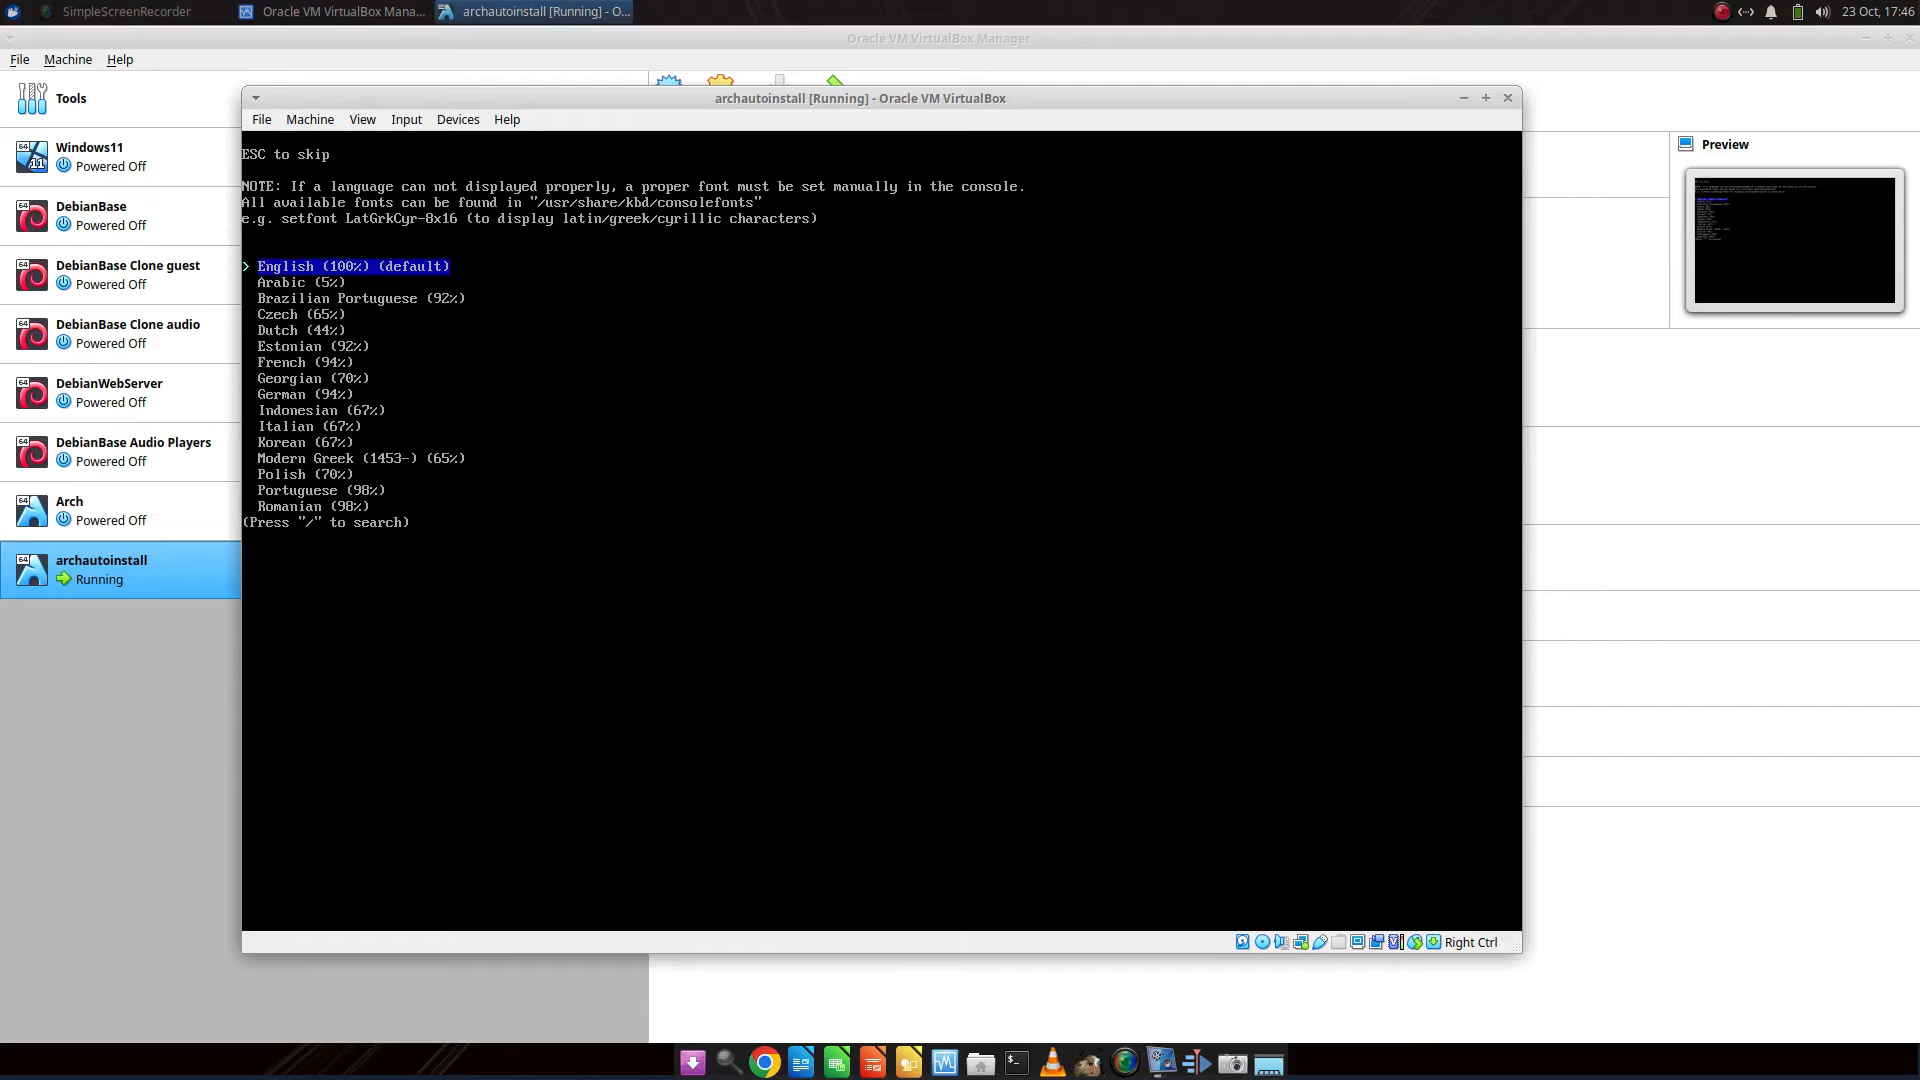 SimpleScreenRecorder
Oracle VM VirtualBox Mana...
archautoinstall [Running] - O...
23 Oct, 17:46
Oracle VM VirtualBox Manager
File Machine Help
Tools
Windows11
Powered Off
DebianBase
Powered Off
DebianBase Clone guest
Powered Off
DebianBase Clone audio
Powered Off
DebianWebServer
Powered Off
DebianBase Audio Players
Powered Off
Arch
Powered Off
archautoinstall
Running
archautoinstall [Running] - Oracle VM VirtualBox
File Machine View Input Devices Help
ESC to skip
NOTE: If a language can not displayed properly, a proper font must be set manually in the console.
All available fonts can be found in "/usr/share/kbd/consolefonts"
e.g. setfont LatGrkCyr-8x16 (to display latin/greek/cyrillic characters)
> English (100%) (default)
Arabic (5%)
Brazilian Portuguese (92%)
Czech (65%)
Dutch (44%)
Estonian (92%)
French (94%)
Georgian (70%)
German (94%)
Indonesian (67%)
Italian (67%)
Korean (67%)
Modern Greek (1453-) (65%)
Polish (70%)
Portuguese (98%)
Romanian (98%)
(Press "/" to search)
Right Ctrl
Preview